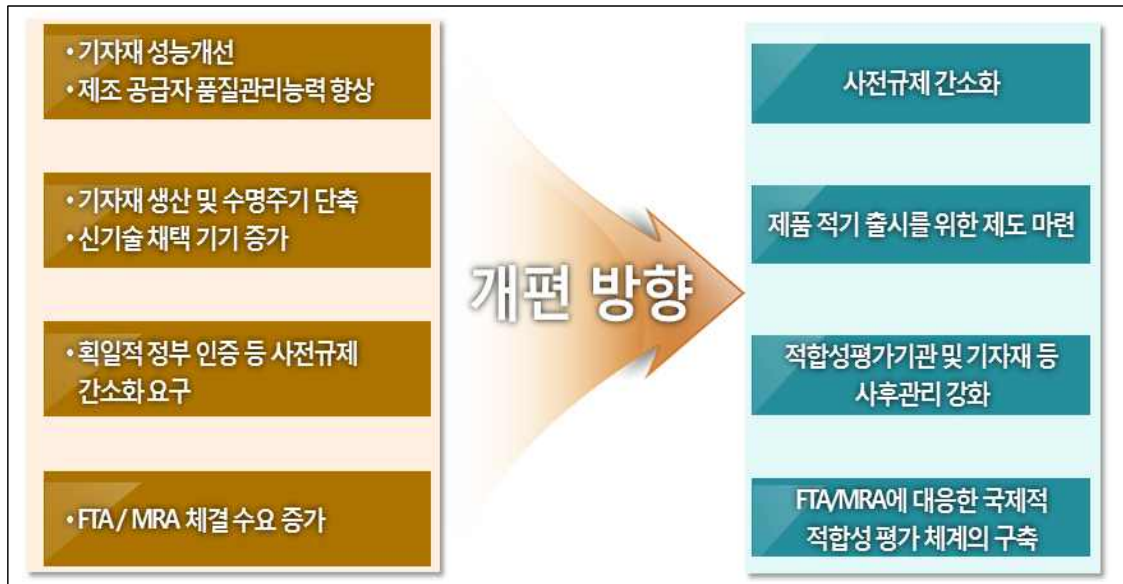 • 기자재 성능개선
• 제조 공급자 품질관리능력 향상
• 기자재 생산 및 수명주기 단축
• 신기술 채택 기기 증가
• 획일적 정부 인증 등 사전규제
간소화 요구
• FTA / MRA 체결 수요 증가
개편 방향
사전규제 간소화
제품 적기 출시를 위한 제도 마련
적합성평가기관 및 기자재 등
사후관리 강화
FTA/MRA에 대응한 국제적
적합성 평가 체계의 구축